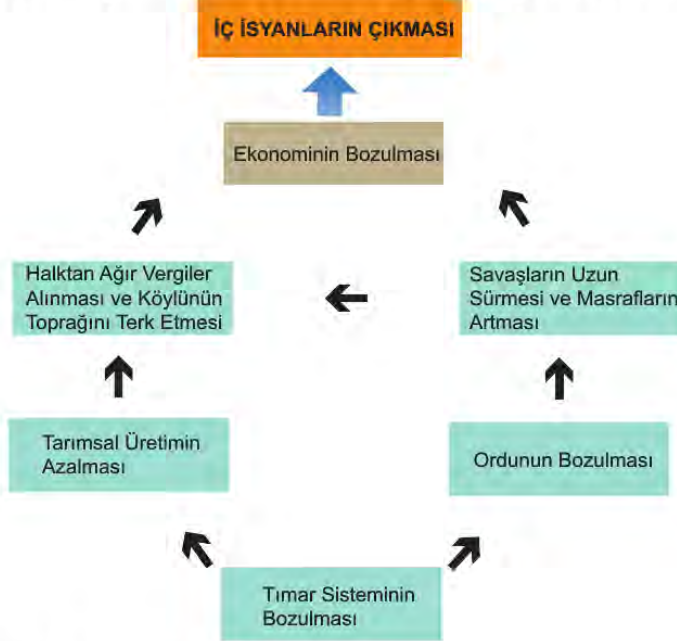 İÇ İSYANLARIN ÇIKMASI
Ekonominin Bozulması
Halktan Ağır Vergiler
Alınması ve Köylünün
Toprağını Terk Etmesi
Savaşların Uzun
Sürmesi ve Masrafların
Artması
Tarımsal Üretimin
Azalması
Ordunun Bozulması
Tımar Sisteminin
Bozulması